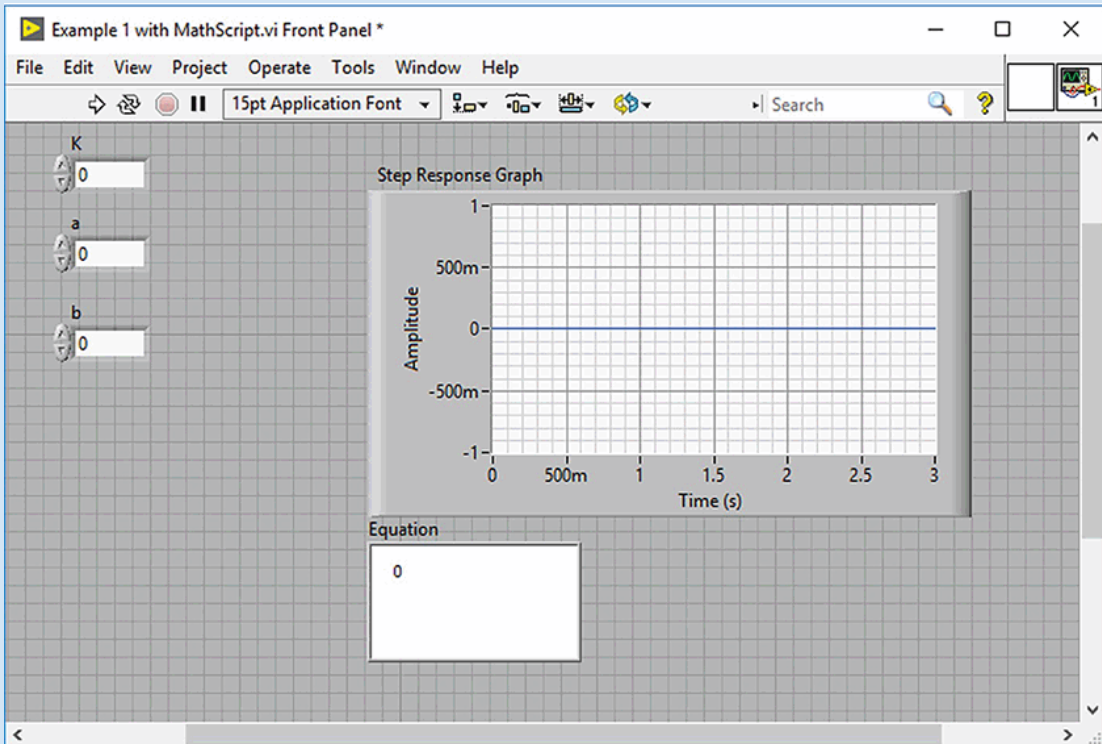 Example 1 with MathScript.vi Front Panel *
File Edit View Project Operate Tools Window Help
15pt Application Font
Search
1
K
0
a
0
b
0
Step Response Graph
1
500m
0
-500m
-1
Amplitude
0 500m 1 1.5 2 2.5 3
Time (s)
Equation
0